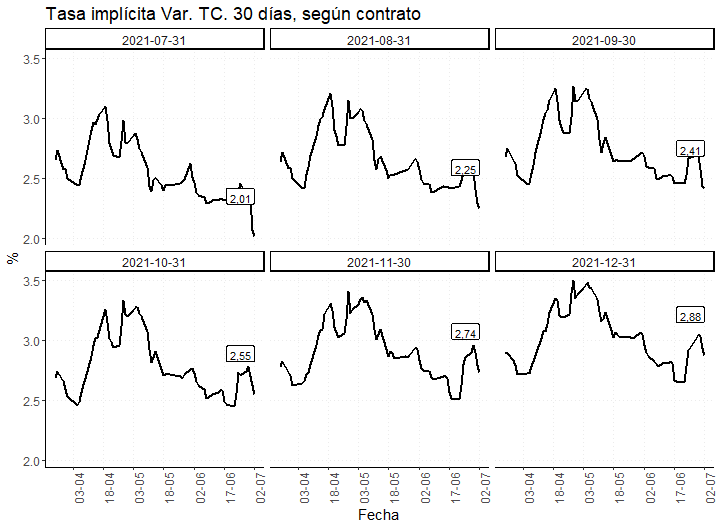 Tasa implícita Var. TC. 30 días, según contrato
2021-07-31 2021-08-31 2021-09-30
3.5
3.0
2.5
2.0
2,01 2,25 2,41
%
2021-10-31 2021-11-30 2021-12-31
3.5
3.0
2.5
2.0
2,55 2,74 2,88
03-04 18-04 03-05 18-05 02-06 17-06 02-07 03-04 18-04 03-05 18-05 02-06 17-06 02-07 03-04 18-04 03-05 18-05 02-06 17-06 02-07
Fecha